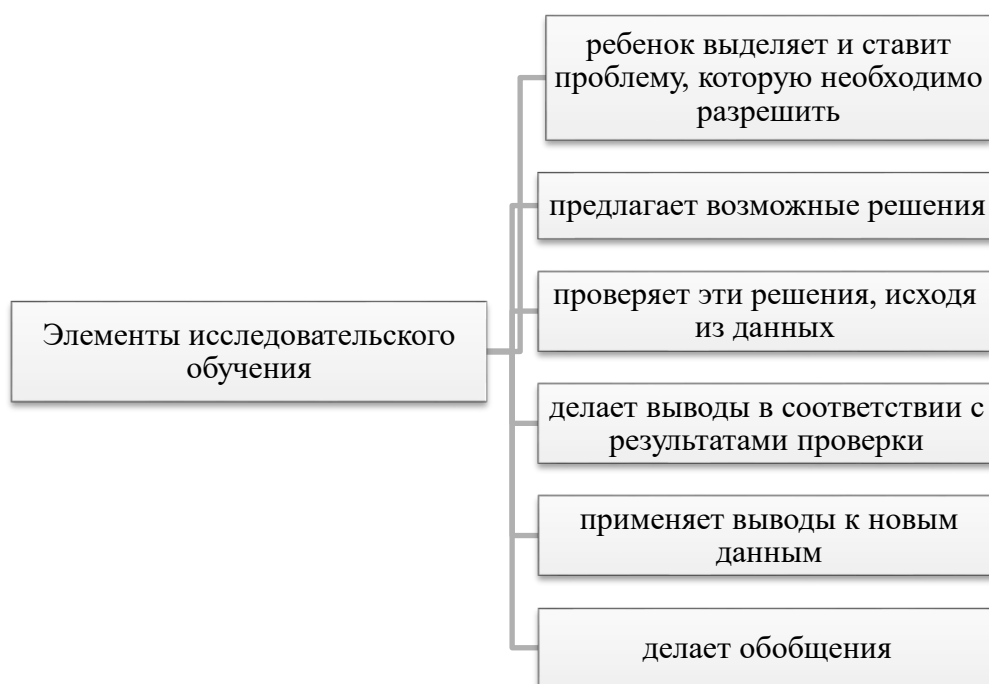 ребенок выделяет и ставит
проблему, которую необходимо
разрешить
предлагает возможные решения
проверяет эти решения, исходя
из данных
Элементы исследовательского
обучения
делает выводы в соответствии с
результатами проверки
применяет выводы к новым
данным
делает обобщения